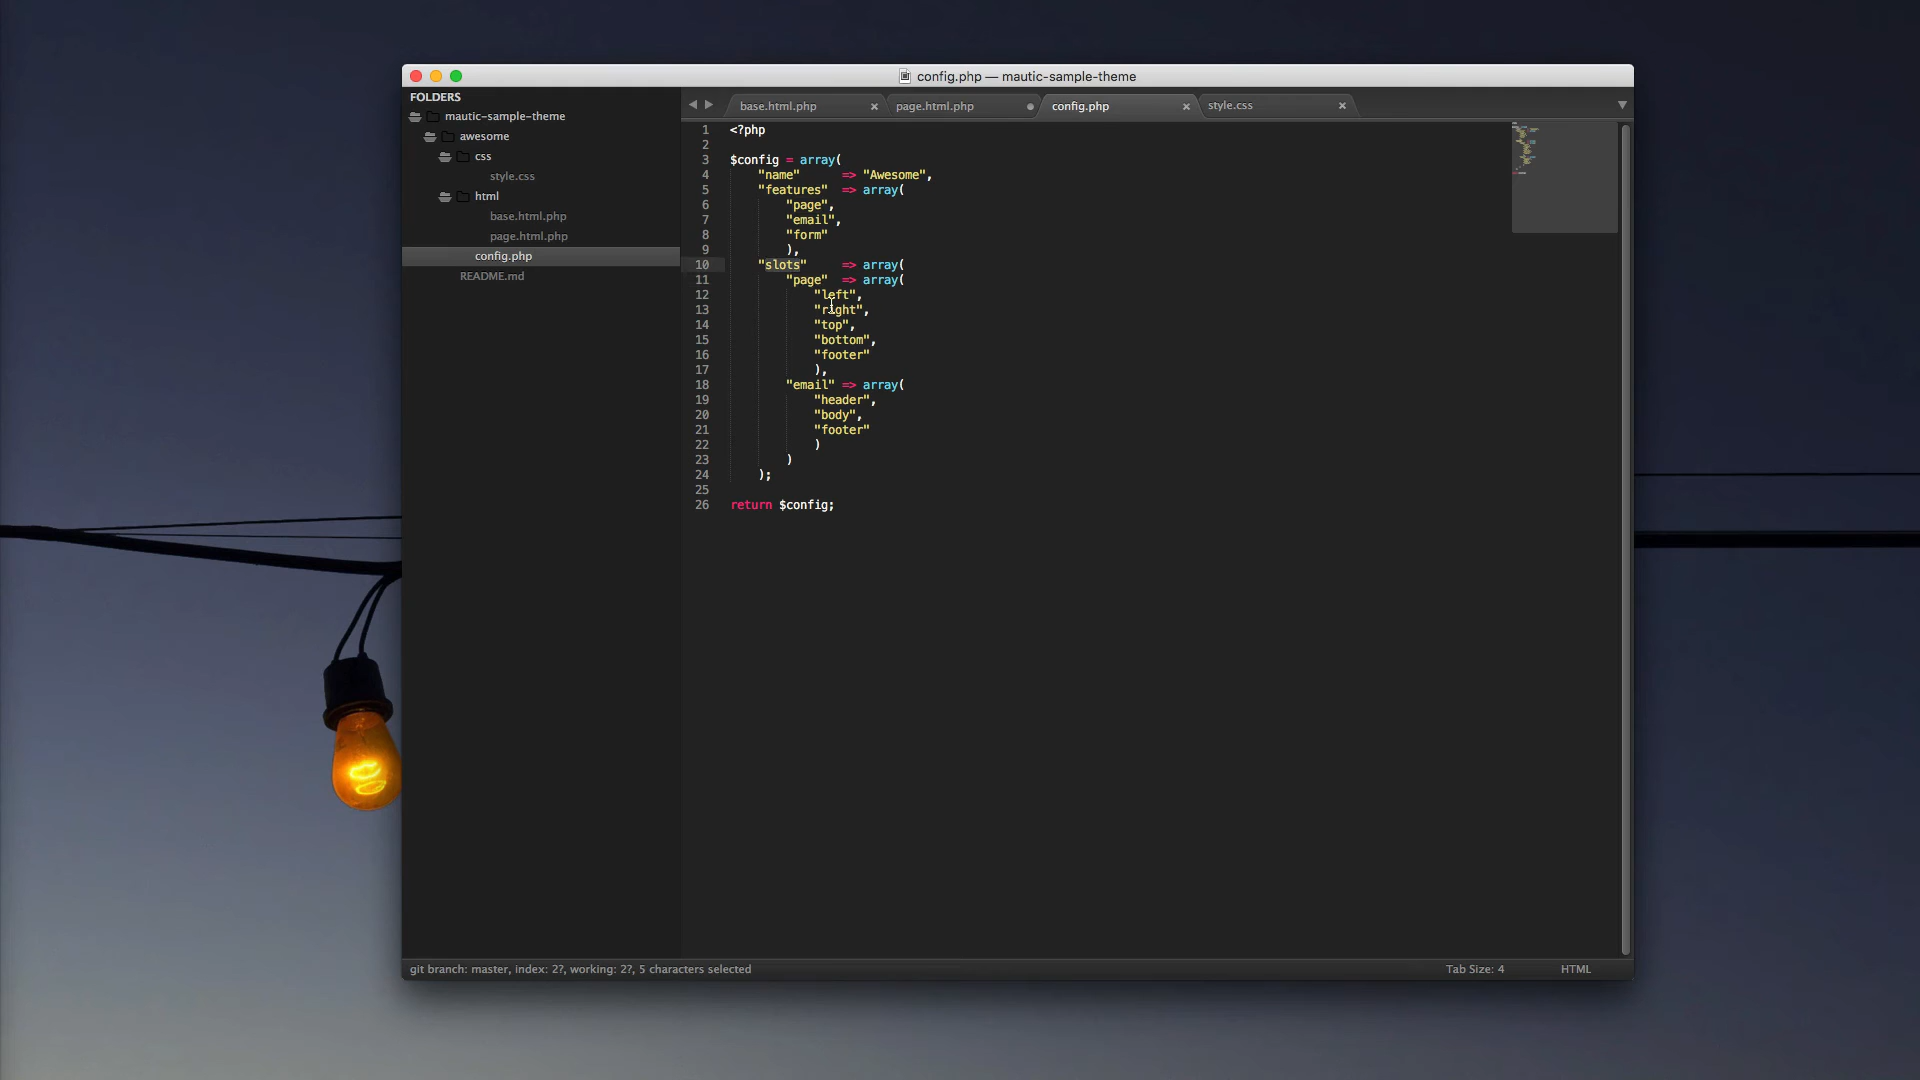 config.php — mautic-sample-theme
FOLDERS
mautic-sample-theme
awesome
css
style.css
html
base.html.php
page.html.php
config.php
README.md
base.html.php
page.html.php
config.php
style.css
1 <?php
2
3 $config = array(
4 "name" => "Awesome",
5 "features" => array(
6 "page",
7 "email",
8 "form"
9 ),
10 "slots" => array(
11 "page" => array(
12 "left",
13 "right",
14 "top",
15 "bottom",
16 "footer"
17 ),
18 "email" => array(
19 "header",
20 "body",
21 "footer"
22 )
23 )
24 );
25
26 return $config;
git branch: master, index: 2?, working: 2?, 5 characters selected
Tab Size: 4
HTML